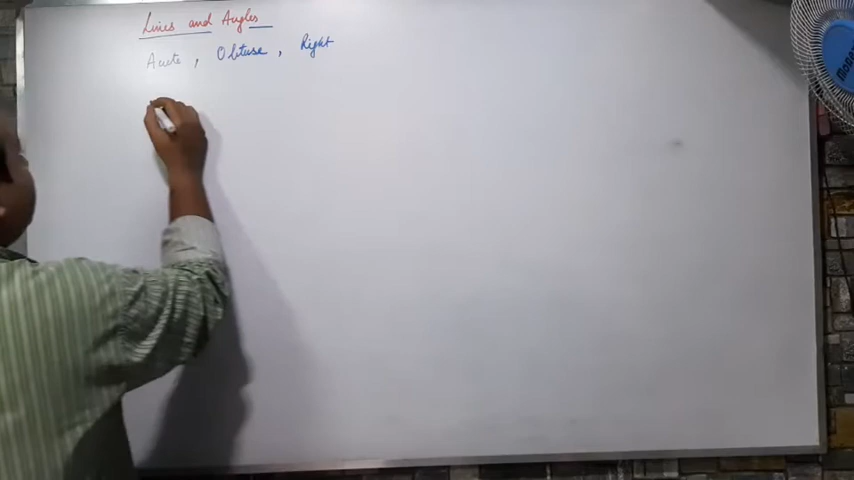 Lines and Angles
Acute , Obtuse , Right